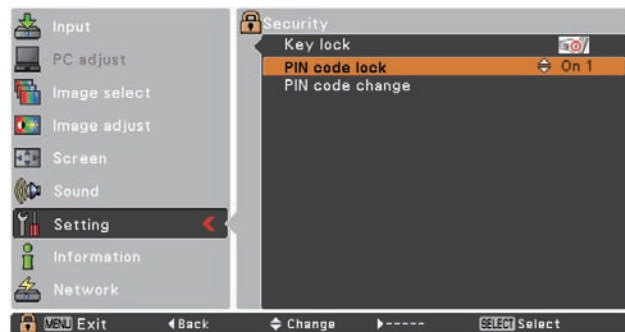 Input
PC adjust
Image select
Image adjust
Screen
Sound
Setting
Information
Network
Security
Key lock
PIN code lock On 1
PIN code change
MENU Exit Back Change ----- SELECT Select